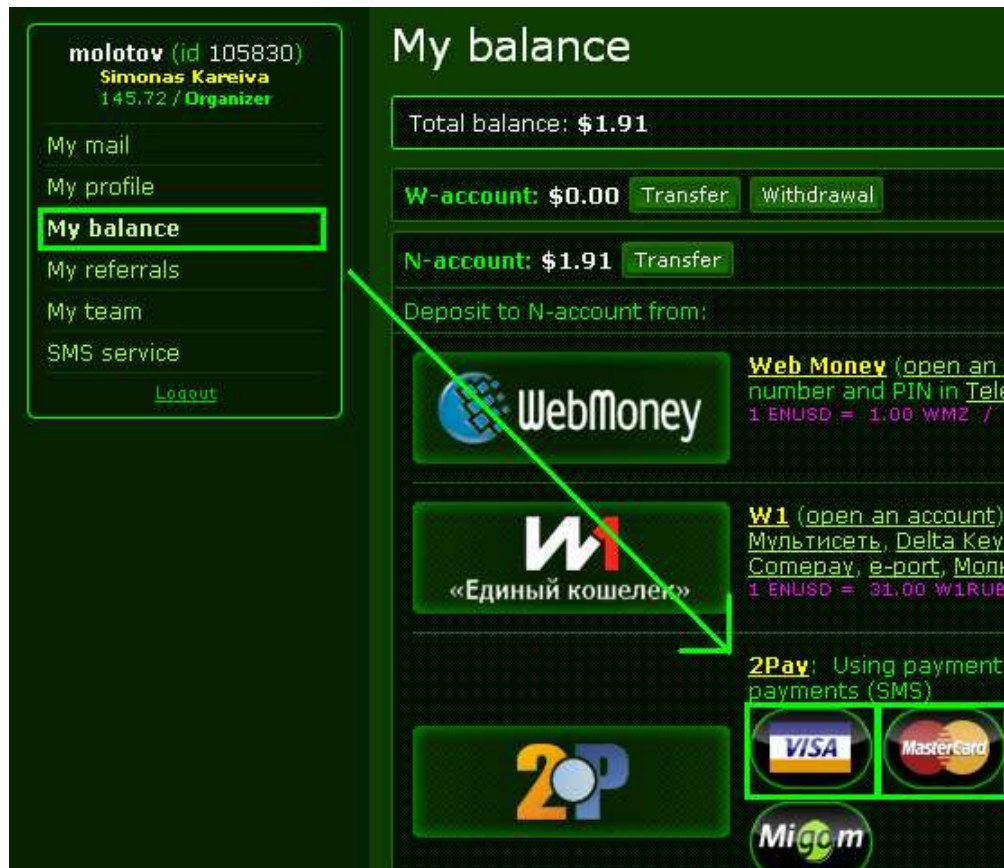 molotov (id 105830)
Simonas Kareiva
145.72 / Organizer
My mail
My profile
My balance
My referrals
My team
SMS service
Logout
My balance
Total balance: $1.91
W-account: $0.00 Transfer Withdrawal
N-account: $1.91 Transfer
Deposit to N-account from:
WebMoney
Web Money (open an
number and PIN in
1 ENUSD = 1.00 WMZ /
W1
«Единый кошелек»
W1 (open an account)
Мультисеть, Delta Key
Comepay, e-port,
1 ENUSD = 31.00 W1RUB
2P
2Pay: Using payment
payments (SMS)
VISA MasterCard
Migom